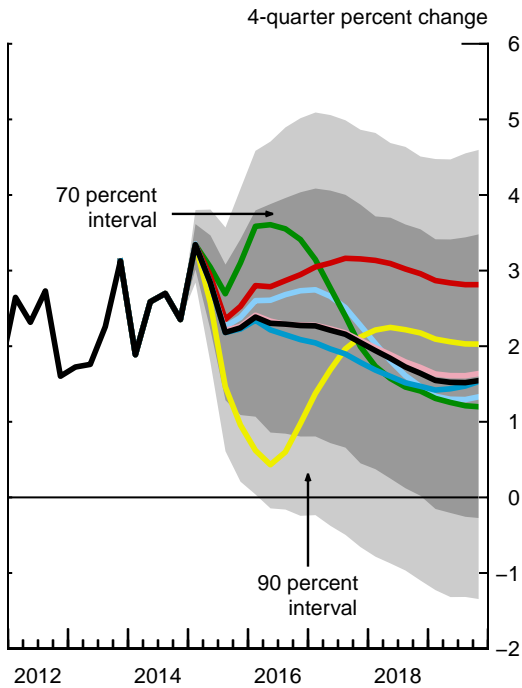 4-quarter percent change
6
5
70 percent
interval
4
3
2
1
0
90 percent
interval
−1
−2
2012 2014 2016 2018